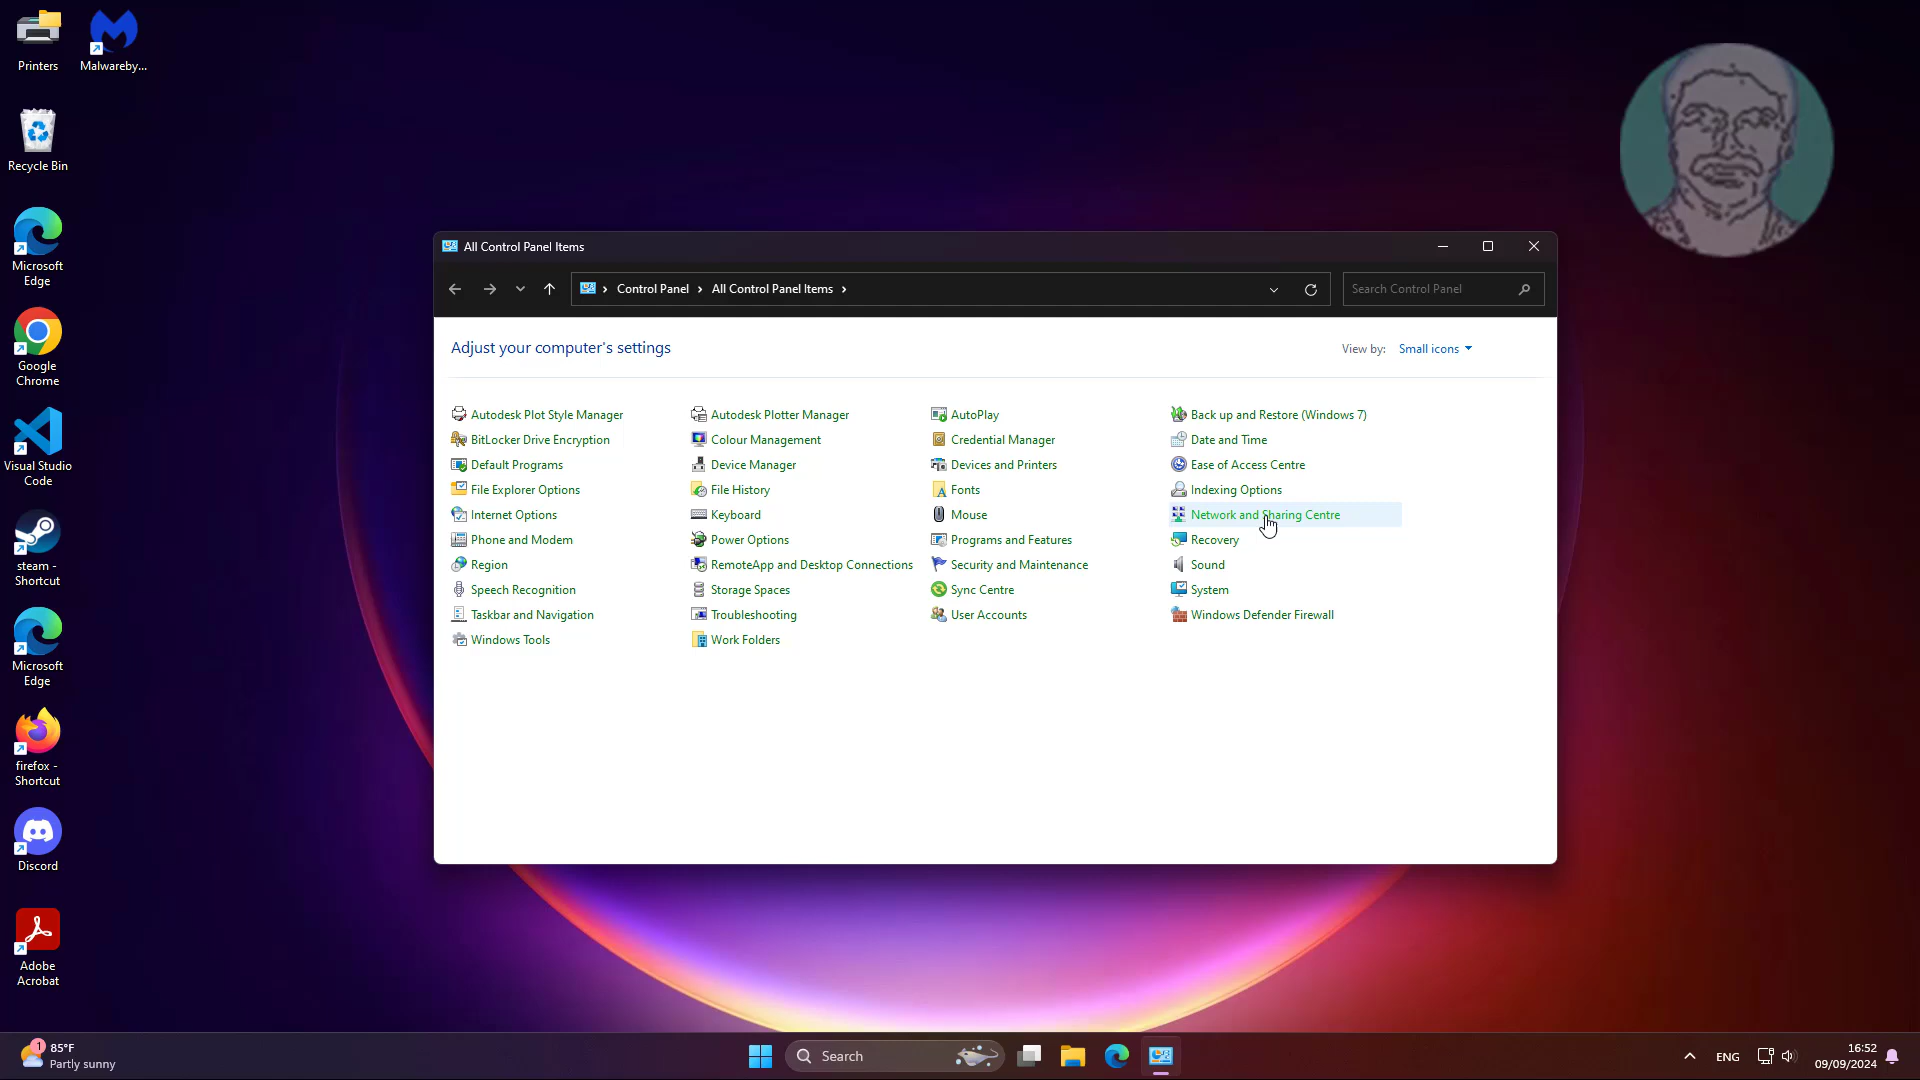 Printers
Malwareby...
Recycle Bin
Microsoft
Edge
Google
Chrome
Visual Studio
Code
steam -
Shortcut
Microsoft
Edge
firefox -
Shortcut
Discord
Adobe
Acrobat
All Control Panel Items
Control Panel
All Control Panel Items
Search Control Panel
Adjust your computer's settings
View by: Small icons
Autodesk Plot Style Manager
Autodesk Plotter Manager
AutoPlay
Back up and Restore (Windows 7)
BitLocker Drive Encryption
Colour Management
Credential Manager
Date and Time
Default Programs
Device Manager
Devices and Printers
Ease of Access Centre
File Explorer Options
File History
Fonts
Indexing Options
Internet Options
Keyboard
Mouse
Network and Sharing Centre
Phone and Modem
Power Options
Programs and Features
Recovery
Region
RemoteApp and Desktop Connections
Security and Maintenance
Sound
Speech Recognition
Storage Spaces
Sync Centre
System
Taskbar and Navigation
Troubleshooting
User Accounts
Windows Defender Firewall
Windows Tools
Work Folders
1
85°F
Partly sunny
Search
ENG
16:52
09/09/2024